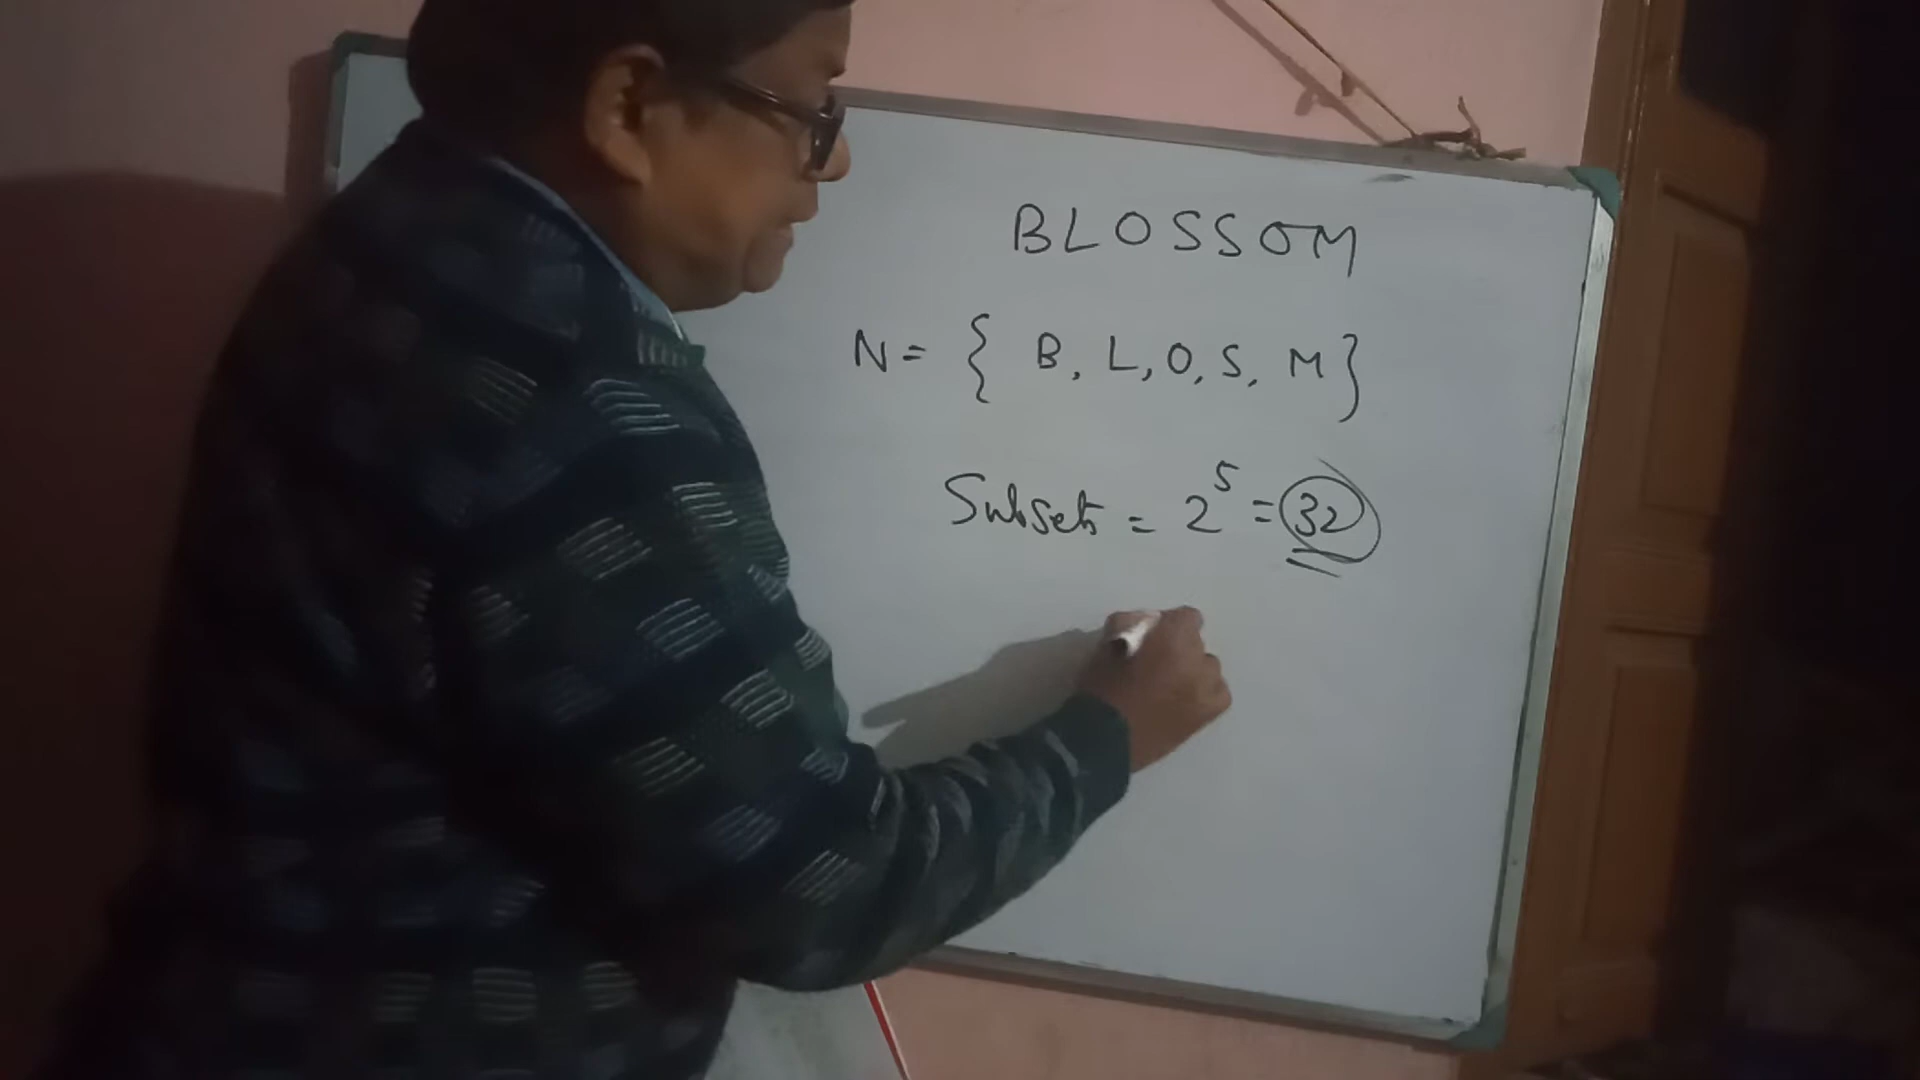 BLOSSOM
N = { B, L, O, S, M }
Subsets = 2⁵ = 32